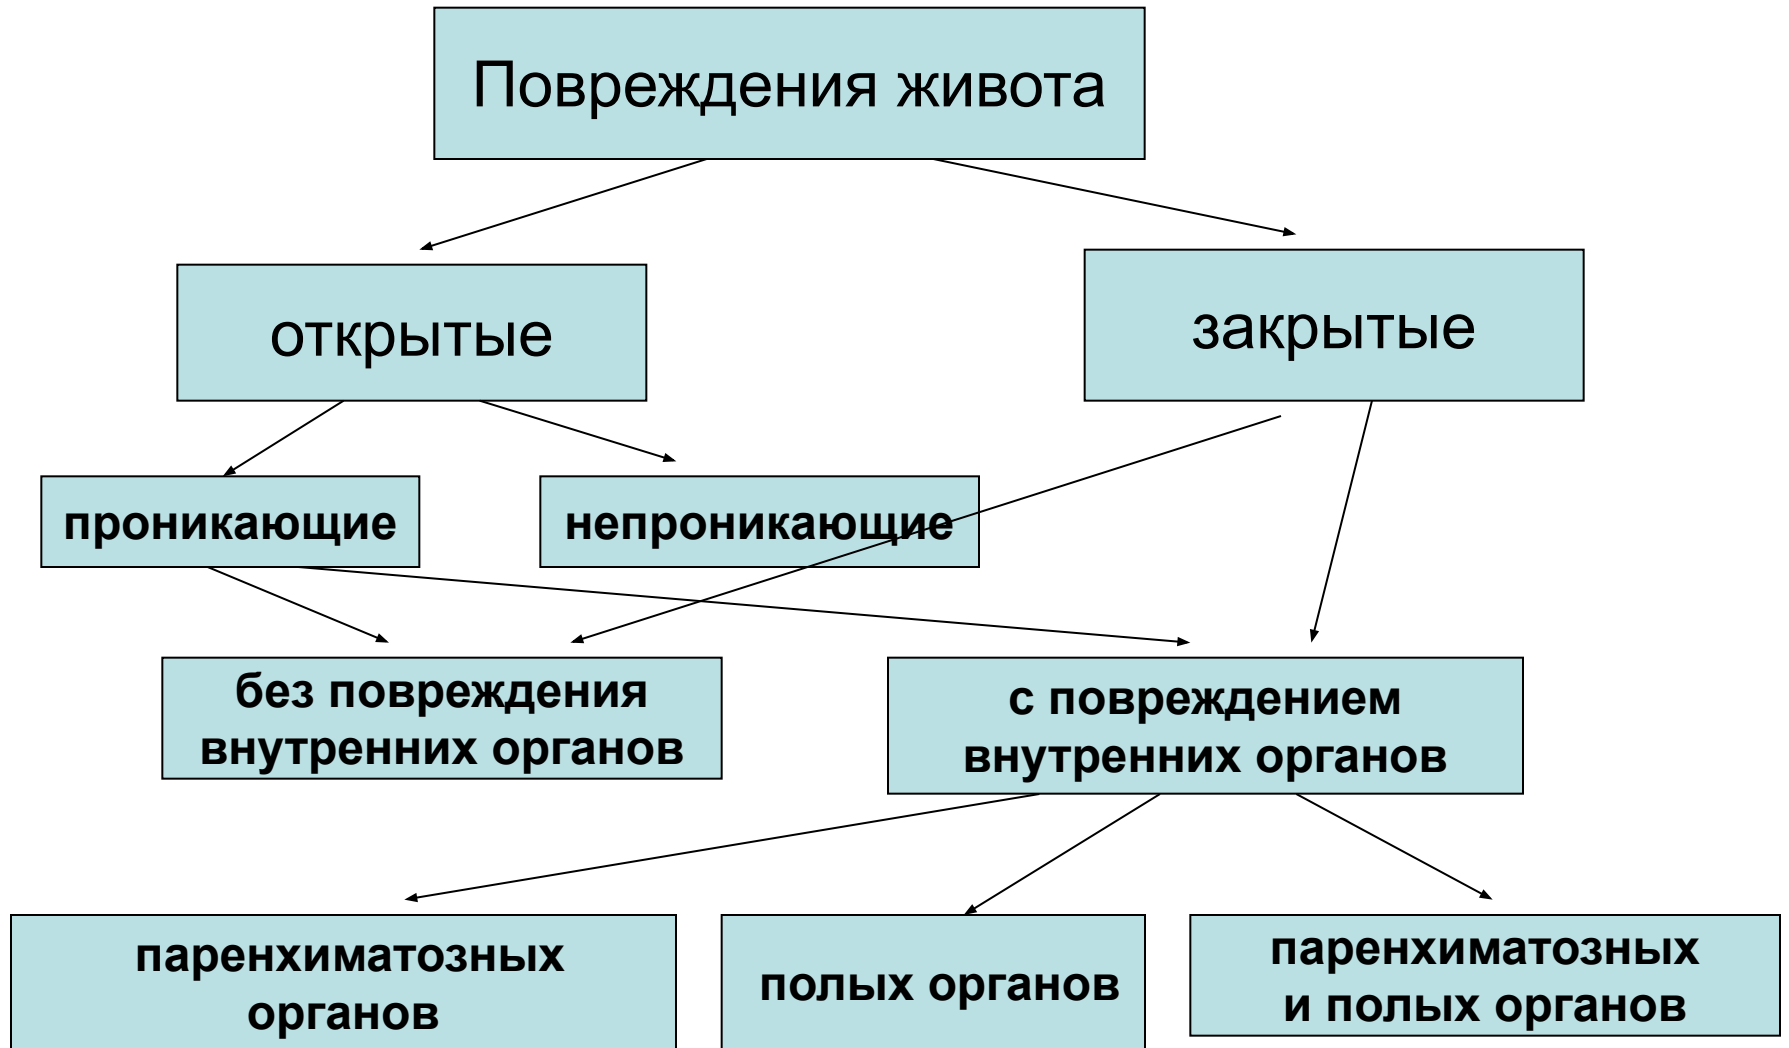 Повреждения живота
открытые
закрытые
проникающие
непроникающие
без повреждения
внутренних органов
с повреждением
внутренних органов
паренхиматозных
органов
полых органов
паренхиматозных
и полых органов